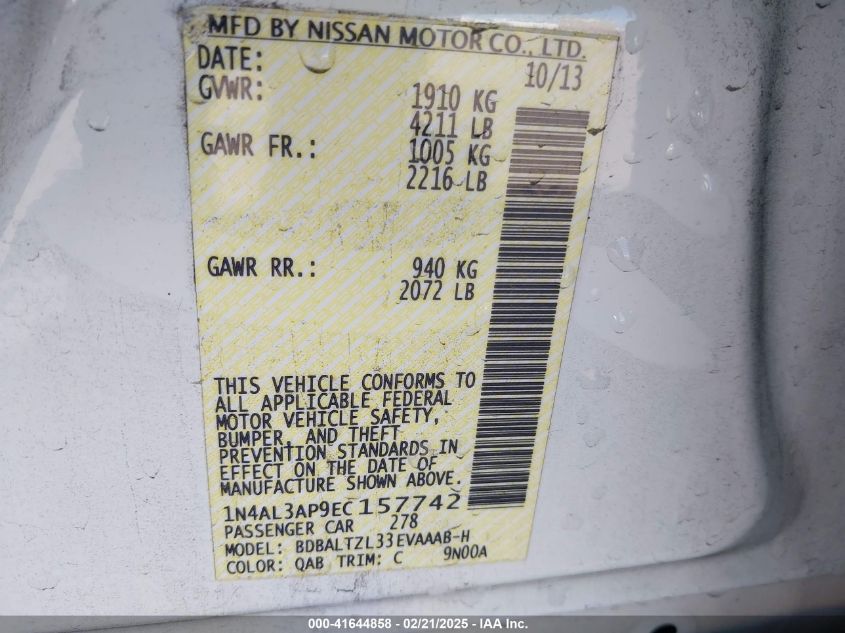 MFD BY NISSAN MOTOR CO., LTD.
DATE: 10/13
GVWR: 1910 KG
4211 LB
GAWR FR.: 1005 KG
2216 LB
GAWR RR.: 940 KG
2072 LB
THIS VEHICLE CONFORMS TO
ALL APPLICABLE FEDERAL
MOTOR VEHICLE SAFETY,
BUMPER, AND THEFT
PREVENTION STANDARDS IN
EFFECT ON THE DATE OF
MANUFACTURE SHOWN ABOVE.
1N4AL3AP9EC157742
PASSENGER CAR 278
MODEL: BDBALTZL33EVAAAB-H
COLOR: QAB TRIM: C 9N00A
000-41644858 - 02/21/2025 - IAA Inc.